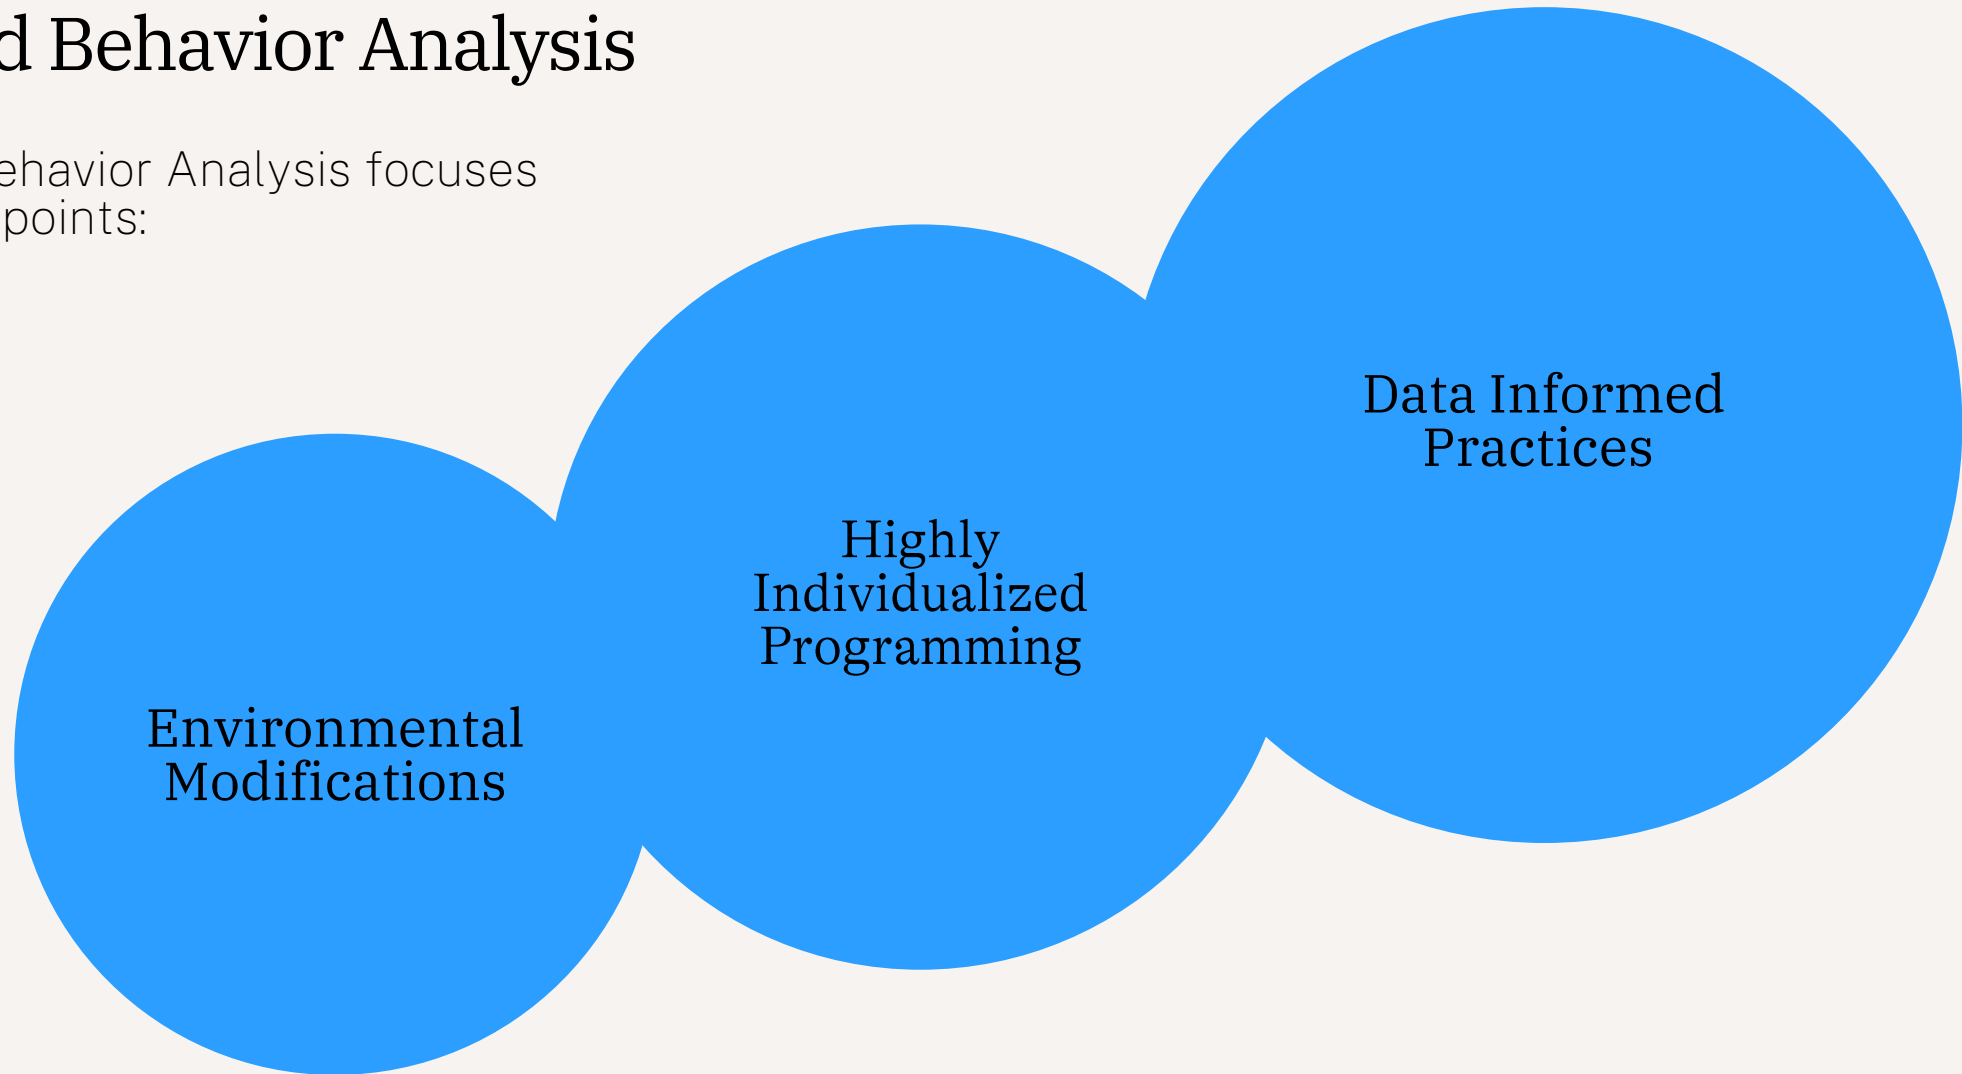 d Behavior Analysis
ehavior Analysis focuses
points:
Data Informed
Practices
Highly
Individualized
Programming
Environmental
Modifications